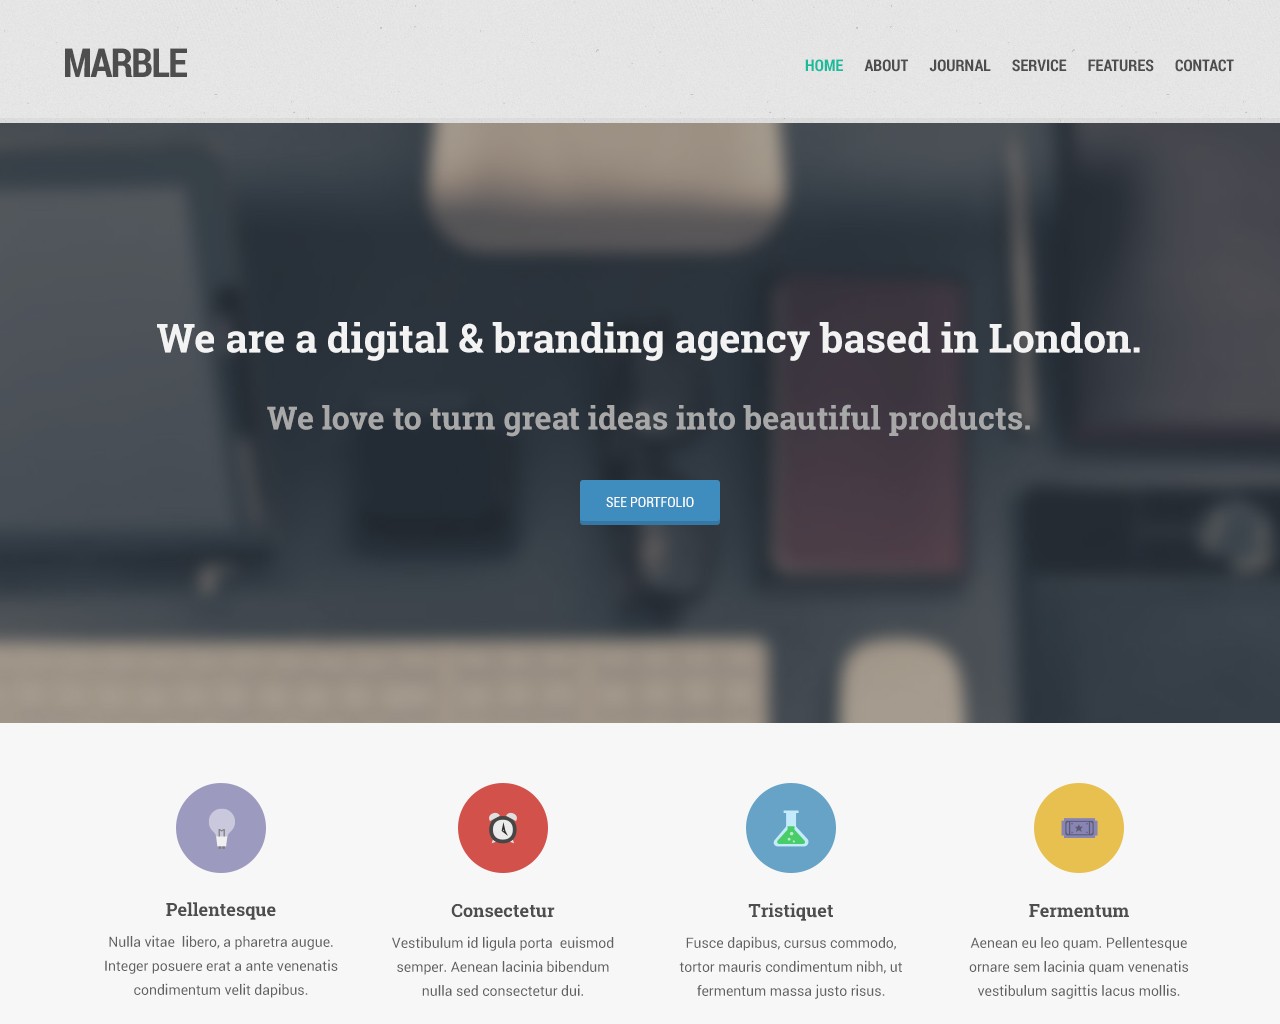 MARBLE
HOME ABOUT JOURNAL SERVICE FEATURES CONTACT
We are a digital & branding agency based in London.
We love to turn great ideas into beautiful products.
SEE PORTFOLIO
Pellentesque
Nulla vitae libero, a pharetra augue.
Integer posuere erat a ante venenatis
condimentum velit dapibus.
Consectetur
Vestibulum id ligula porta euismod
semper. Aenean lacinia bibendum
nulla sed consectetur dui.
Tristiquet
Fusce dapibus, cursus commodo,
tortor mauris condimentum nibh, ut
fermentum massa justo risus.
Fermentum
Aenean eu leo quam. Pellentesque
ornare sem lacinia quam venenatis
vestibulum sagittis lacus mollis.